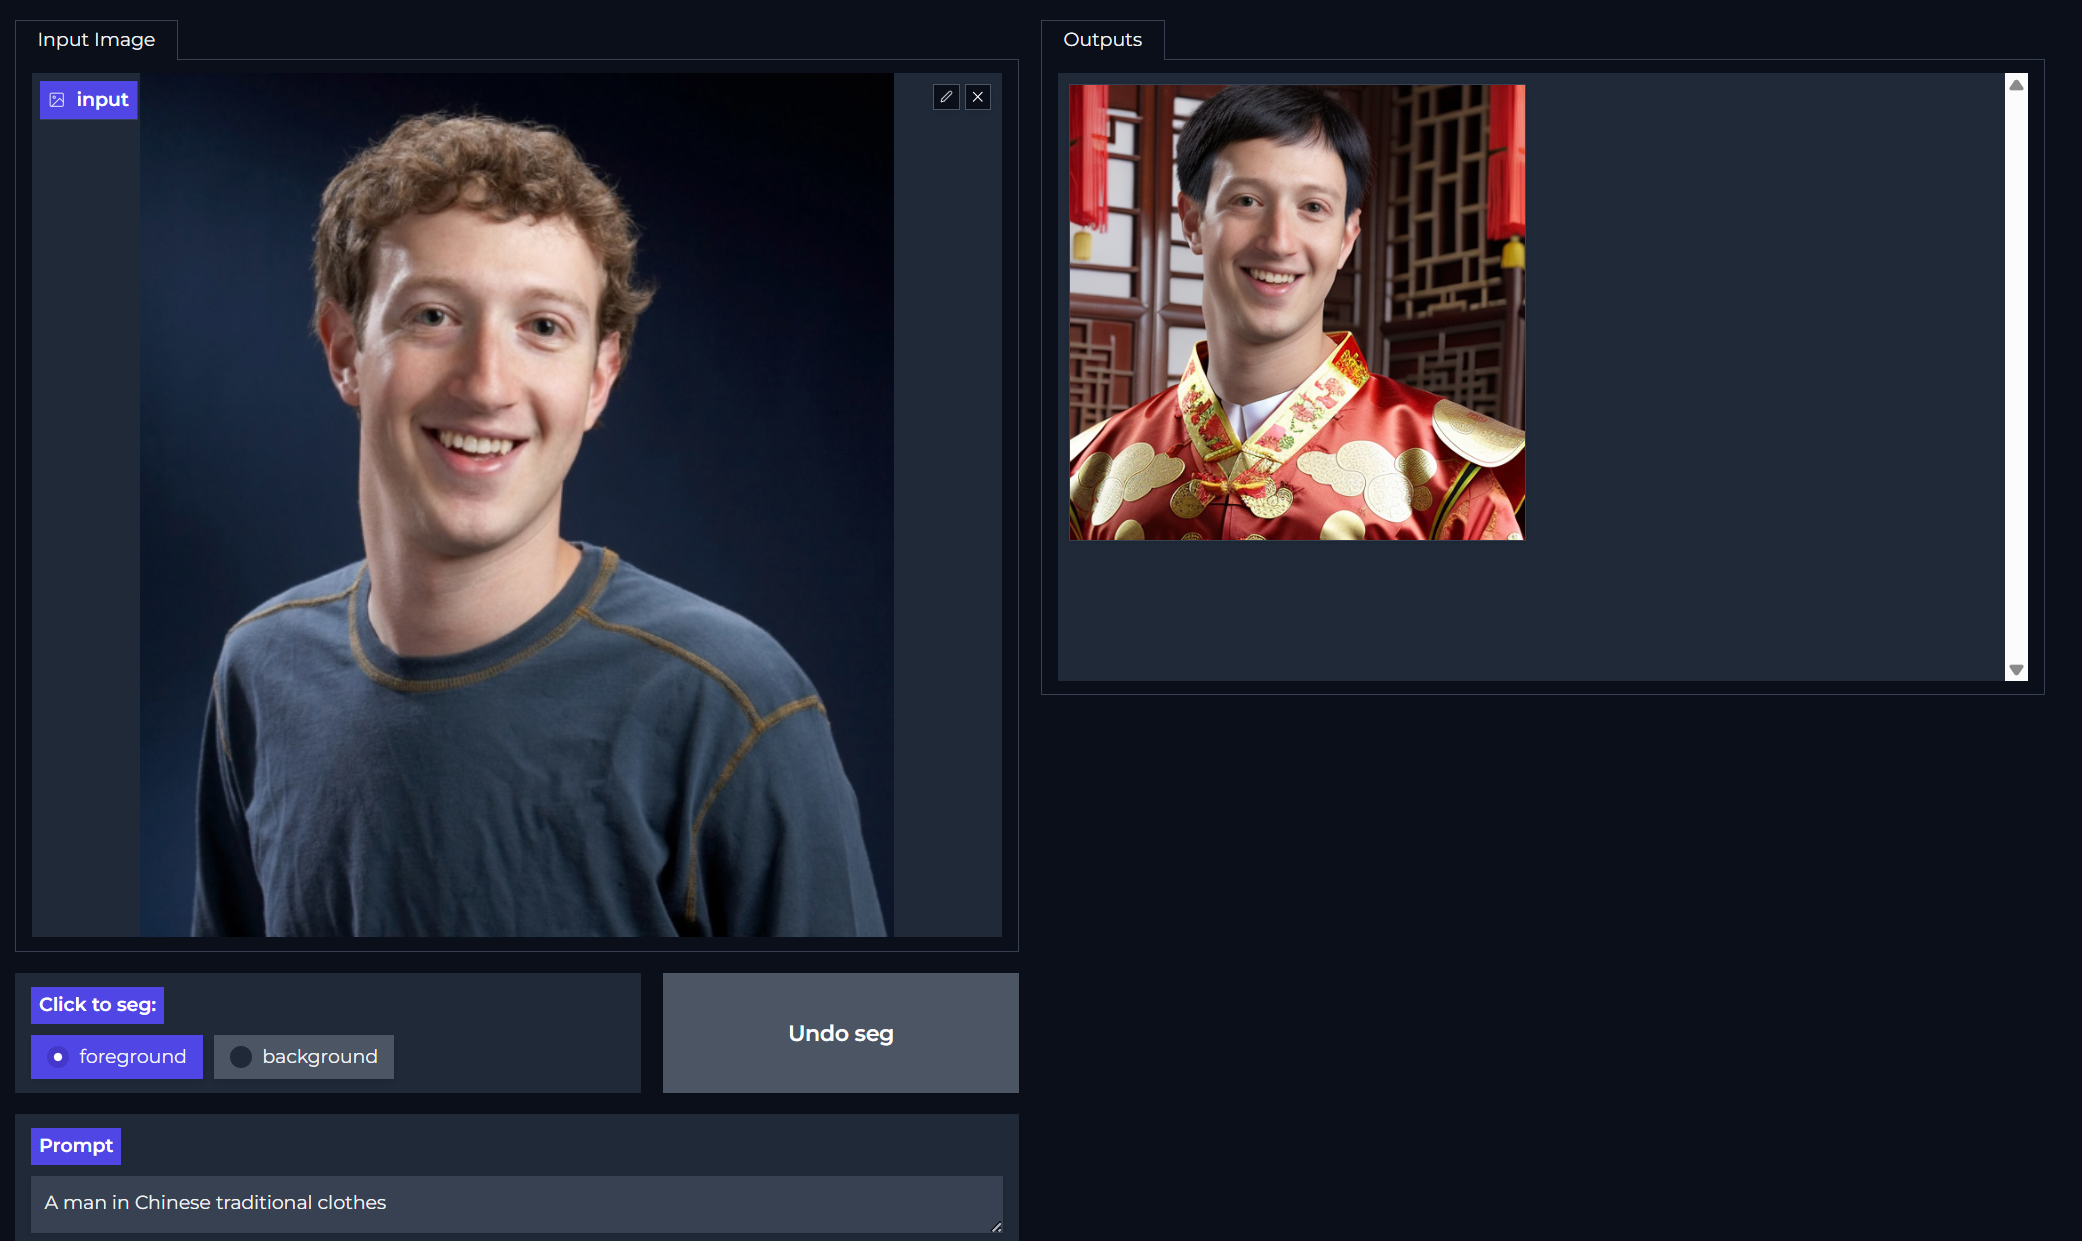 Input Image
input
Outputs
Click to seg:
foreground
background
Undo seg
Prompt
A man in Chinese traditional clothes